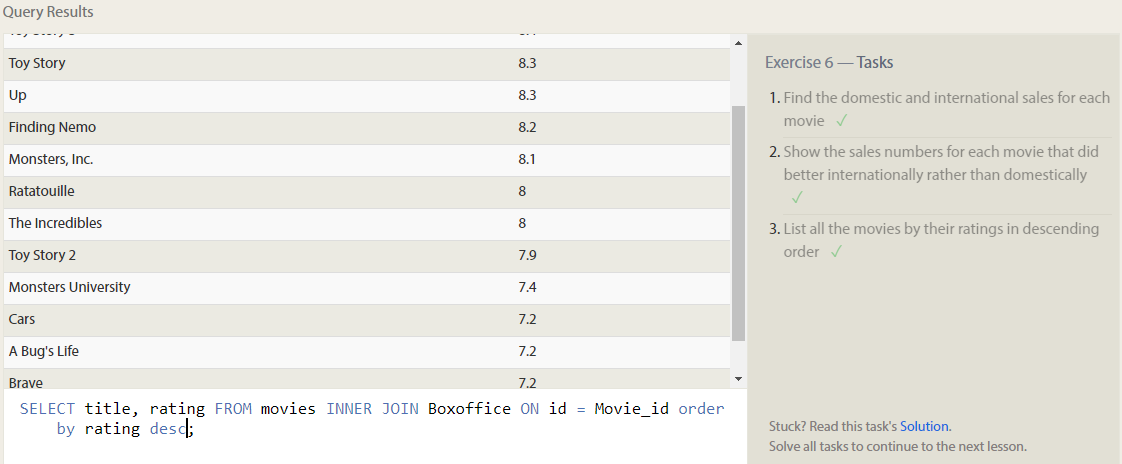 Query Results
Toy Story 8.3
Up 8.3
Finding Nemo 8.2
Monsters, Inc. 8.1
Ratatouille 8
The Incredibles 8
Toy Story 2 7.9
Monsters University 7.4
Cars 7.2
A Bug's Life 7.2
Brave 7.2
SELECT title, rating FROM movies INNER JOIN Boxoffice ON id = Movie_id order
by rating desc;
Exercise 6 — Tasks
1. Find the domestic and international sales for each
movie ✓
2. Show the sales numbers for each movie that did
better internationally rather than domestically
✓
3. List all the movies by their ratings in descending
order ✓
Stuck? Read this task's Solution.
Solve all tasks to continue to the next lesson.